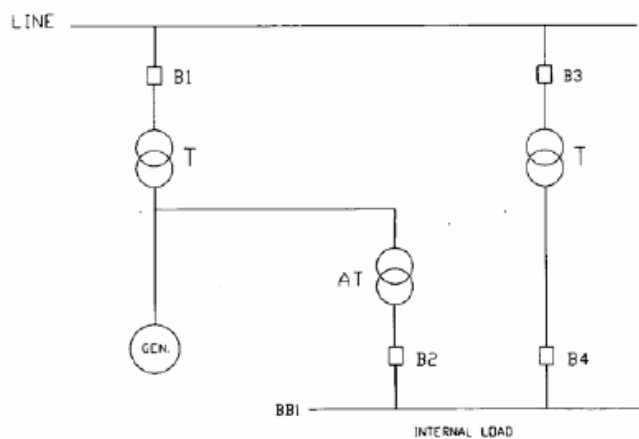 LINE
B1
B3
T
T
AT
GEN.
B2
B4
BB1
INTERNAL LOAD